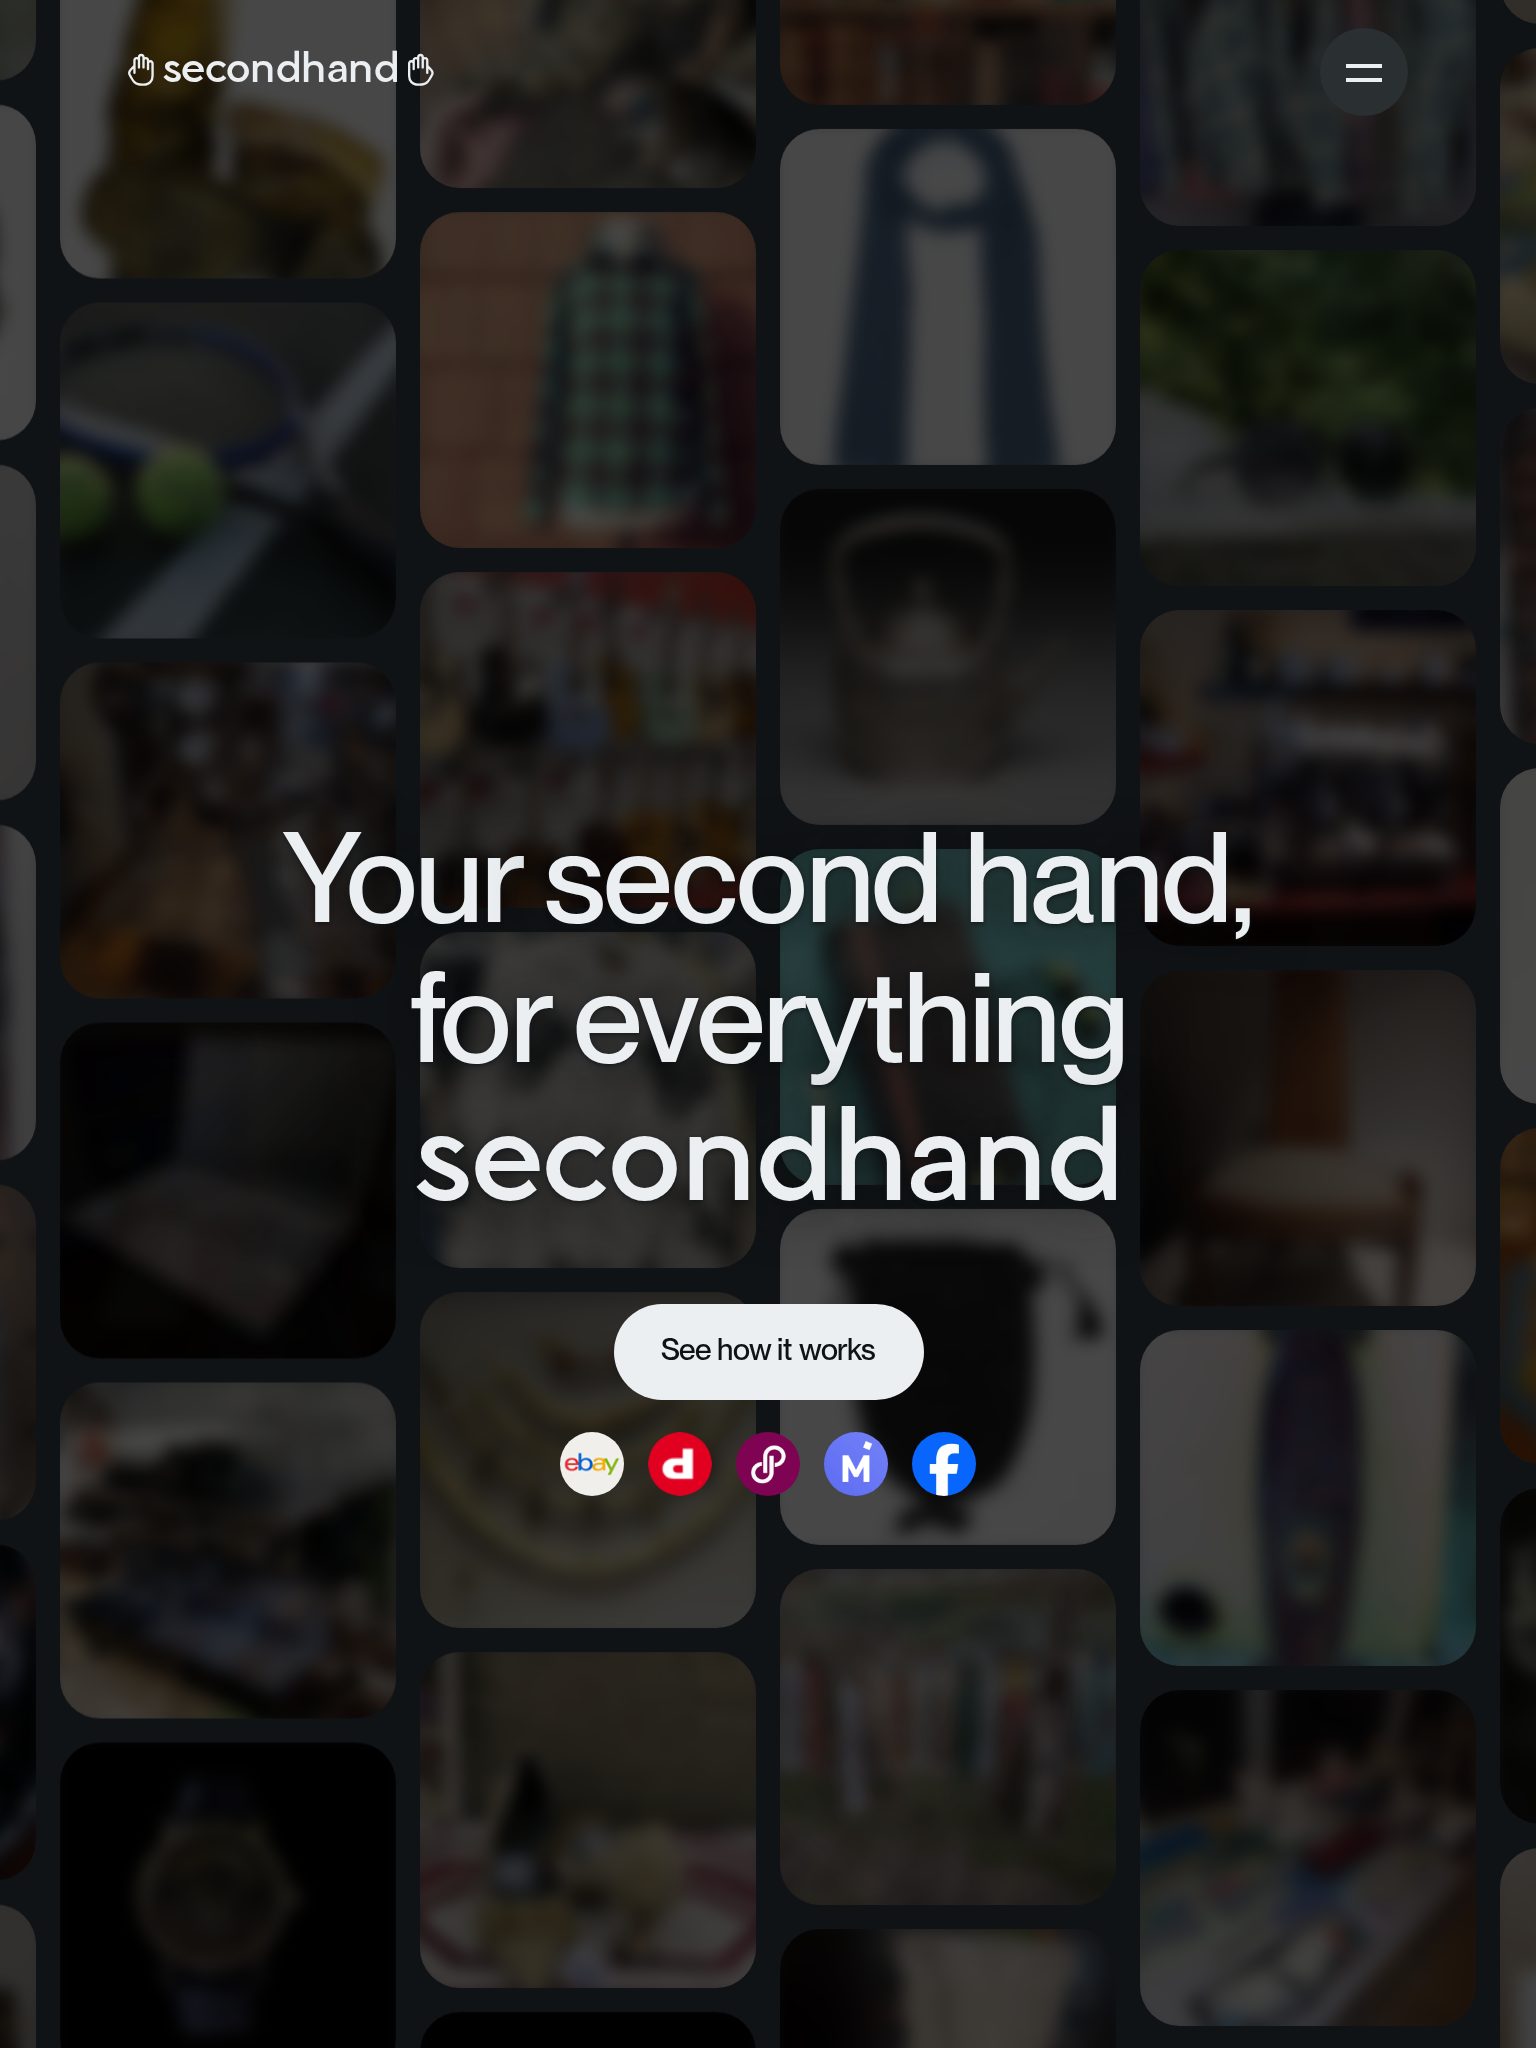 secondhand
Your second hand,
for everything
secondhand
See how it works
ebay